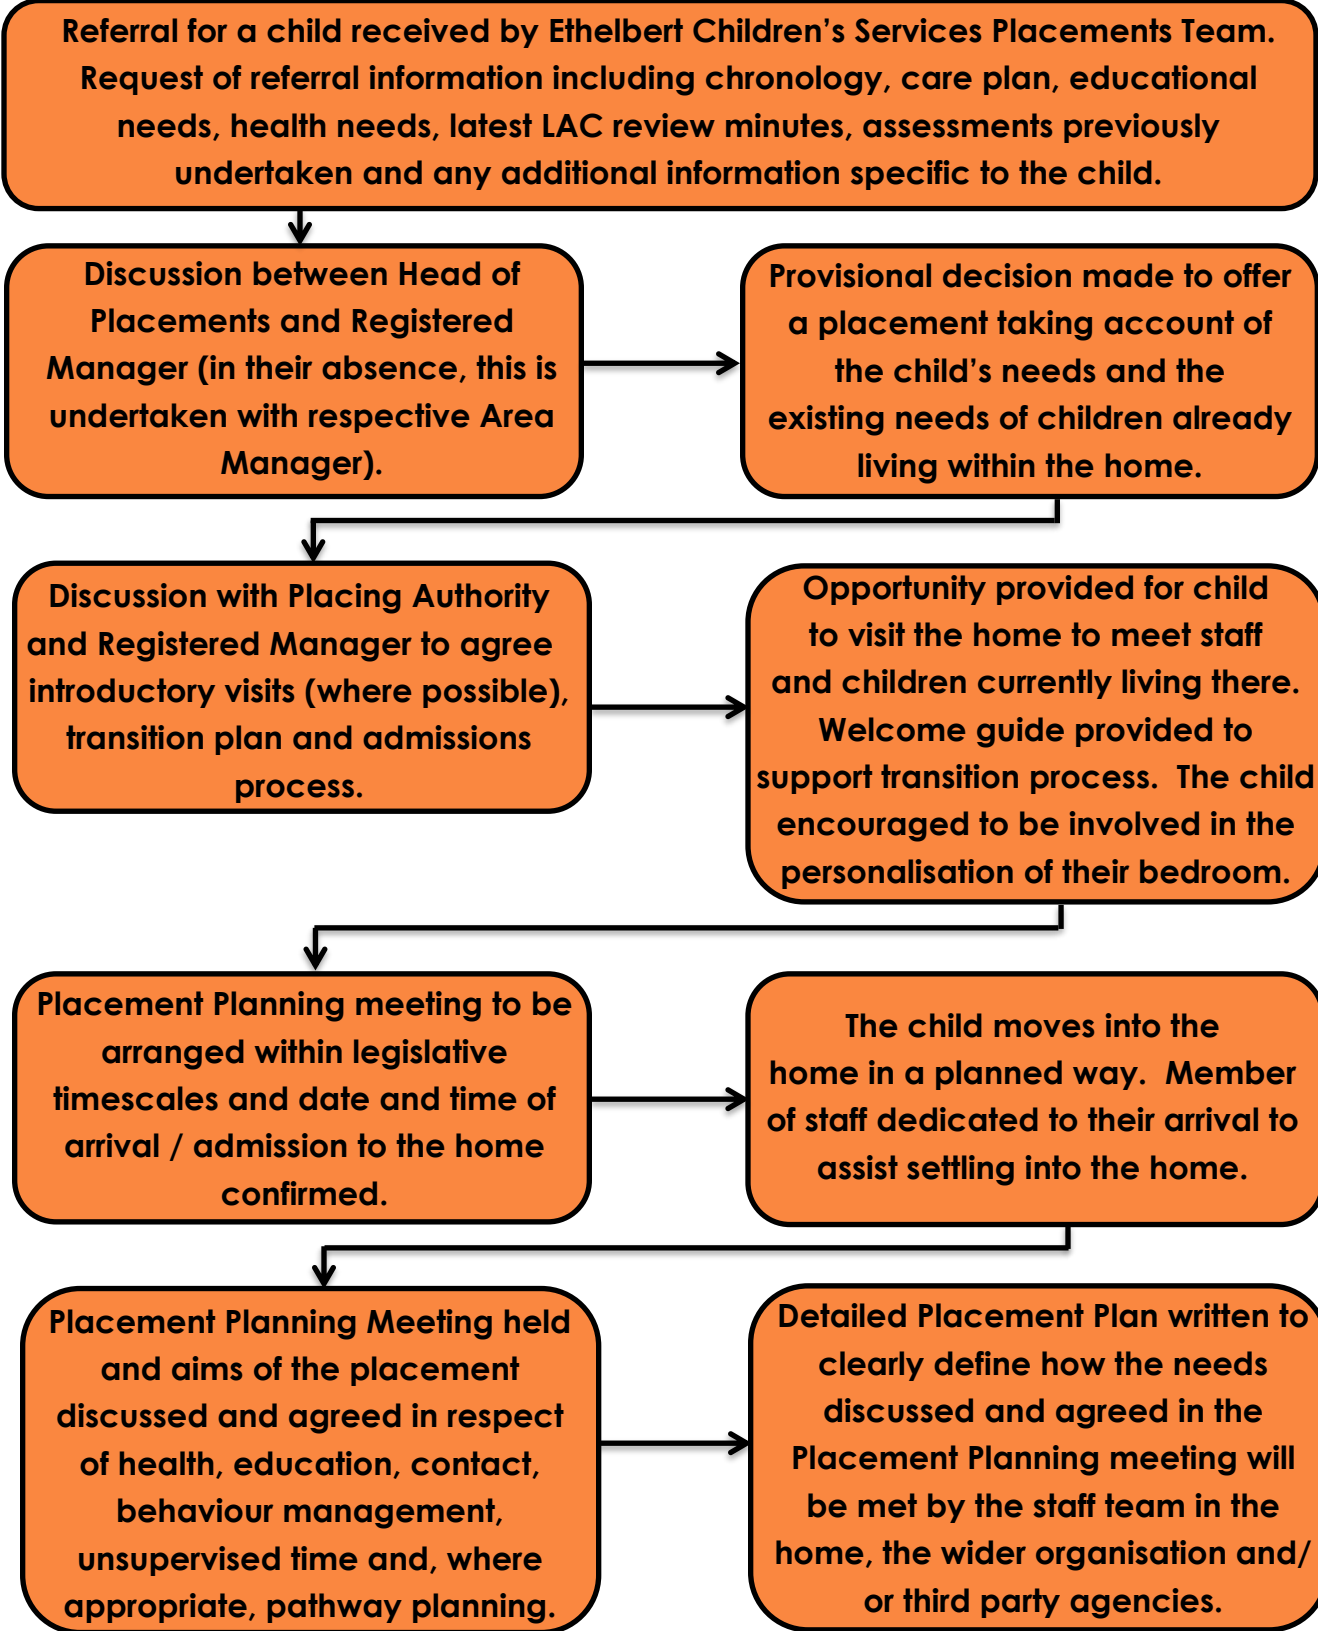 Referral for a child received by Ethelbert Children’s Services Placements Team.
Request of referral information including chronology, care plan, educational
needs, health needs, latest LAC review minutes, assessments previously
undertaken and any additional information specific to the child.
Discussion between Head of
Placements and Registered
Manager (in their absence, this is
undertaken with respective Area
Manager).
Provisional decision made to offer
a placement taking account of
the child’s needs and the
existing needs of children already
living within the home.
Discussion with Placing Authority
and Registered Manager to agree
introductory visits (where possible),
transition plan and admissions
process.
Opportunity provided for child
to visit the home to meet staff
and children currently living there.
Welcome guide provided to
support transition process.  The child
encouraged to be involved in the
personalisation of their bedroom.
Placement Planning meeting to be
arranged within legislative
timescales and date and time of
arrival / admission to the home
confirmed.
The child moves into the
home in a planned way.  Member
of staff dedicated to their arrival to
assist settling into the home.
Placement Planning Meeting held
and aims of the placement
discussed and agreed in respect
of health, education, contact,
behaviour management,
unsupervised time and, where
appropriate, pathway planning.
Detailed Placement Plan written to
clearly define how the needs
discussed and agreed in the
Placement Planning meeting will
be met by the staff team in the
home, the wider organisation and/
or third party agencies.